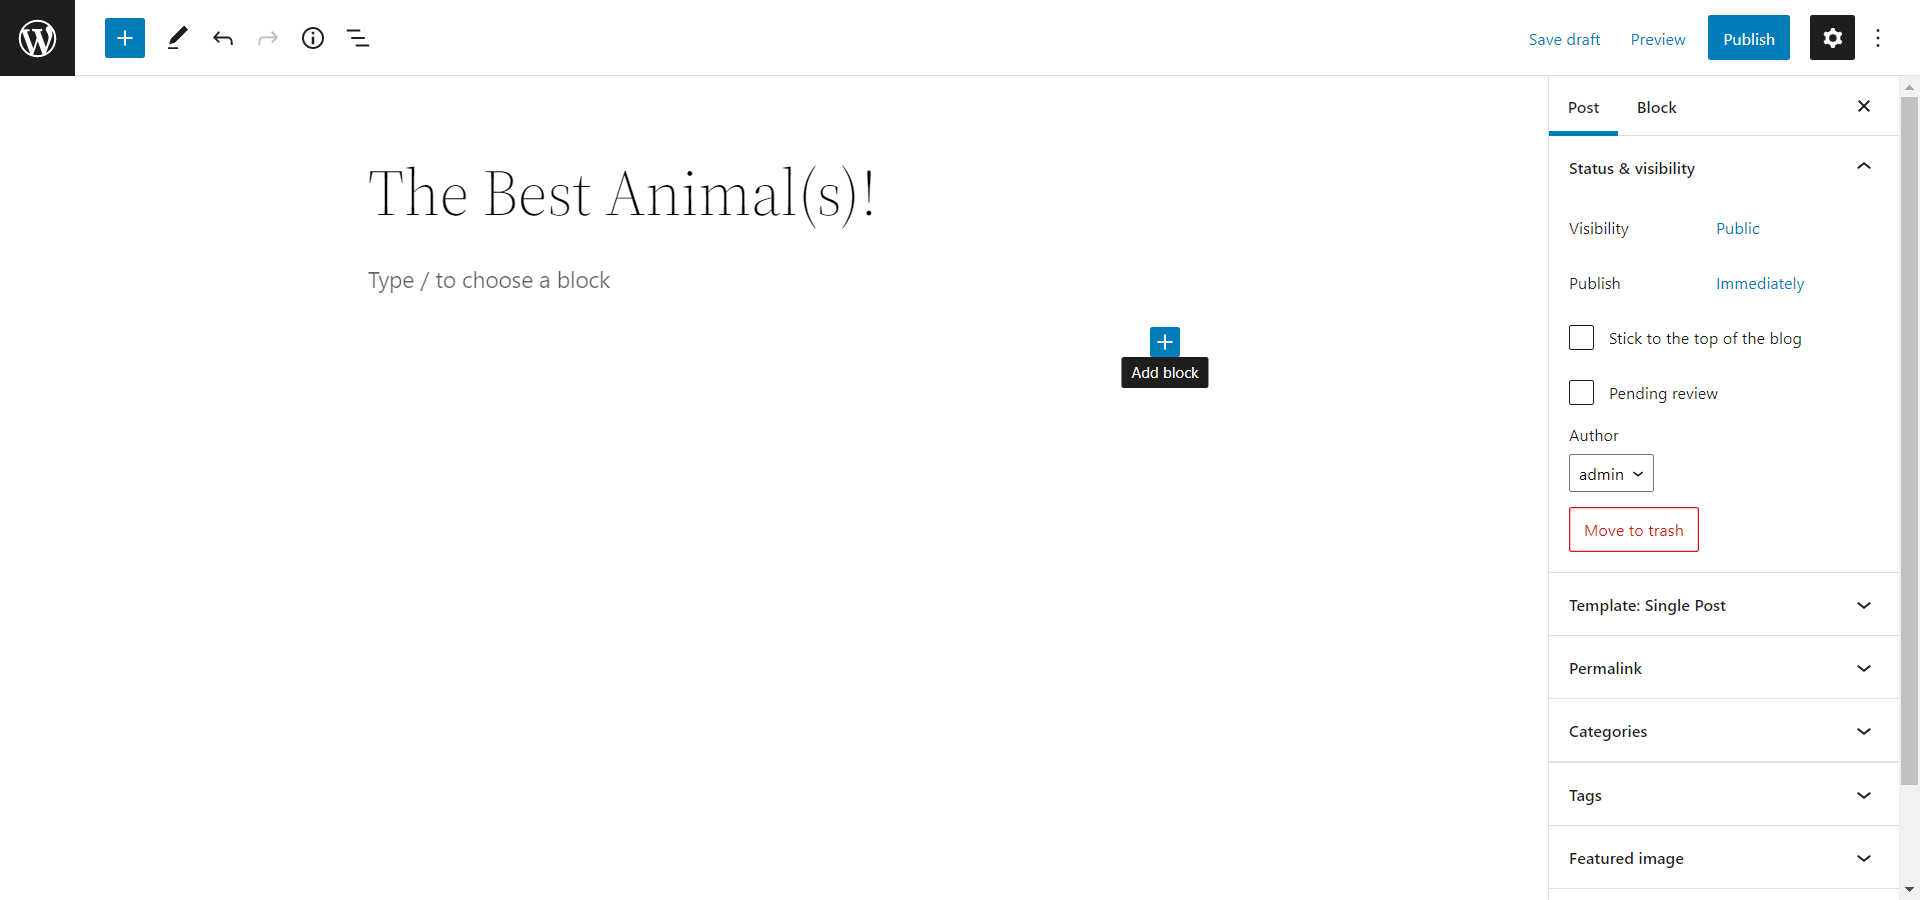 Save draft
Preview
Publish
Post
Block
The Best Animal(s)!
Type / to choose a block
Add block
Status & visibility
Visibility
Public
Publish
Immediately
Stick to the top of the blog
Pending review
Author
admin
Move to trash
Template: Single Post
Permalink
Categories
Tags
Featured image